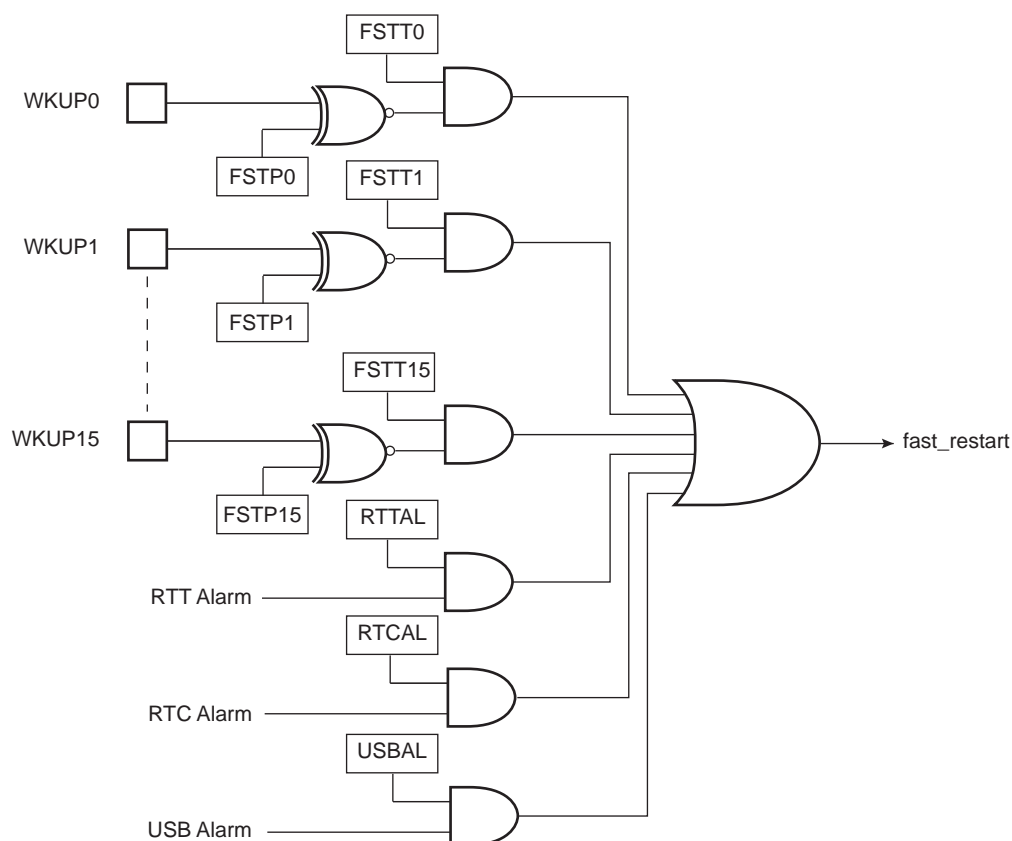 FSTT0
WKUP0
FSTP0
FSTT1
WKUP1
FSTP1
FSTT15
WKUP15
fast_restart
FSTP15
RTTAL
RTT Alarm
RTCAL
RTC Alarm
USBAL
USB Alarm